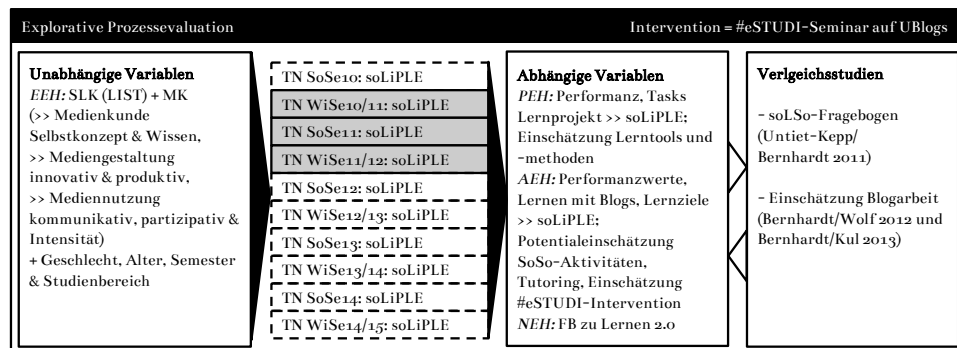 Explorative Prozessevaluation
Intervention = #eSTUDI-Seminar auf UBlogs
Unabhängige Variablen
EEH: SLK (LIST) + MK
(>> Medienkunde
Selbstkonzept & Wissen,
>> Mediengestaltung
innovativ & produktiv,
>> Mediennutzung
kommunikativ, partizipativ &
Intensität)
+ Geschlecht, Alter, Semester
& Studienbereich
TN SoSe10: soLiPLE
TN WiSe10/11: soLiPLE
TN SoSe11: soLiPLE
TN WiSe11/12: soLiPLE
TN SoSe12: soLiPLE
TN WiSe12/13: soLiPLE
TN SoSe13: soLiPLE
TN WiSe13/14: soLiPLE
TN SoSe14: soLiPLE
TN WiSe14/15: soLiPLE
Abhängige Variablen
PEH: Performanz, Tasks
Lernprojekt >> soLiPLE;
Einschätzung Lerntools und
-methoden
AEH: Performanzwerte,
Lernen mit Blogs, Lernziele
>> soLiPLE;
Potentialeinschätzung
SoSo-Aktivitäten,
Tutoring, Einschätzung
#eSTUDI-Intervention
NEH: FB zu Lernen 2.0
Verlgeichsstudien
- soLSo-Fragebogen
(Untiet-Kepp/
Bernhardt 2011)
- Einschätzung Blogarbeit
(Bernhardt/Wolf 2012 und
Bernhardt/Kul 2013)